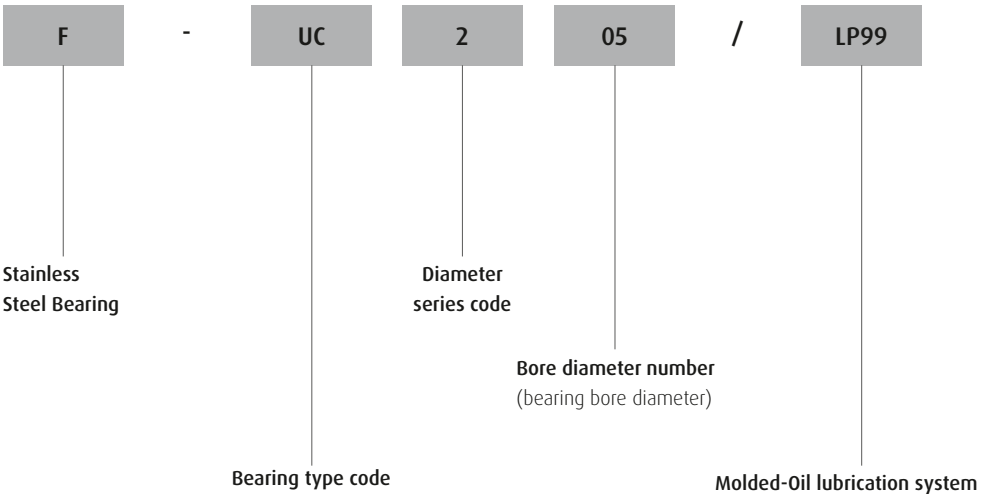 F - UC 2 05 / LP99
Stainless
Steel Bearing
Diameter
series code
Bore diameter number
(bearing bore diameter)
Bearing type code
Molded-Oil lubrication system